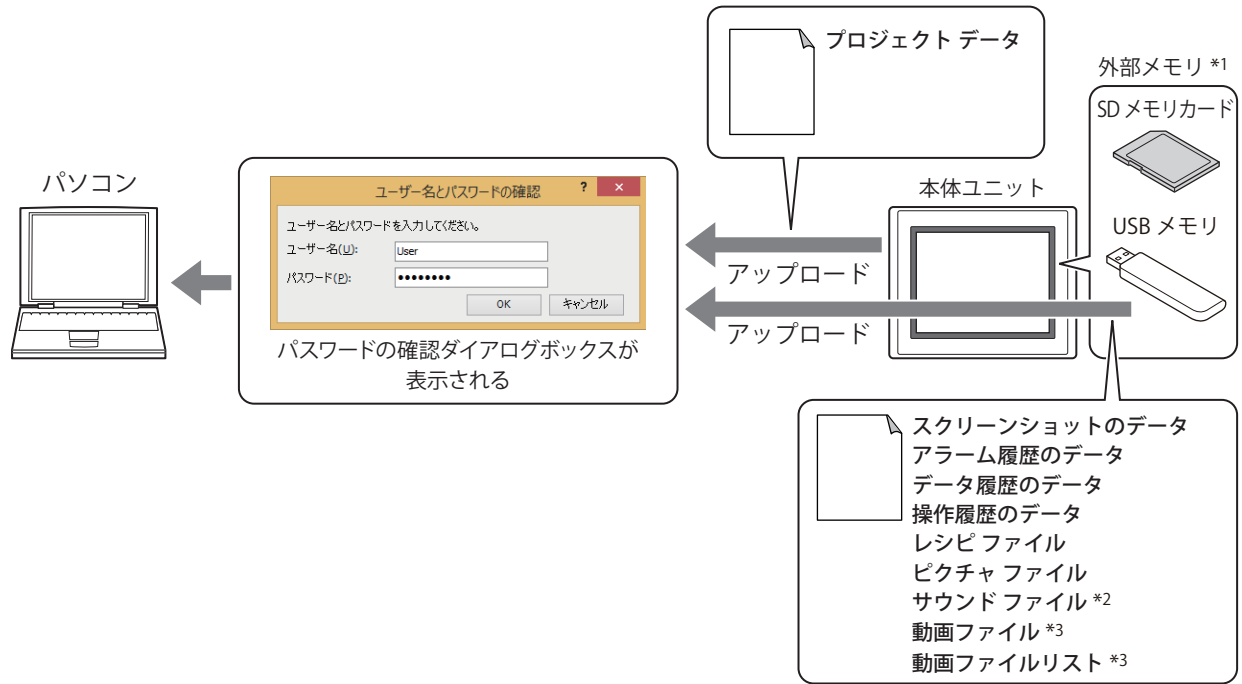 プロジェクト データ
外部メモリ *1
SD メモリカード
USB メモリ
パソコン
ユーザー名とパスワードの確認
?
×
ユーザー名とパスワードを入力してください。
ユーザー名(U):
User
パスワード(P):
●●●●●●●●
OK
キャンセル
パスワードの確認ダイアログボックスが
表示される
本体ユニット
アップロード
アップロード
スクリーンショットのデータ
アラーム履歴のデータ
データ履歴のデータ
操作履歴のデータ
レシピ ファイル
ピクチャ ファイル
サウンド ファイル *2
動画ファイル *3
動画ファイルリスト *3